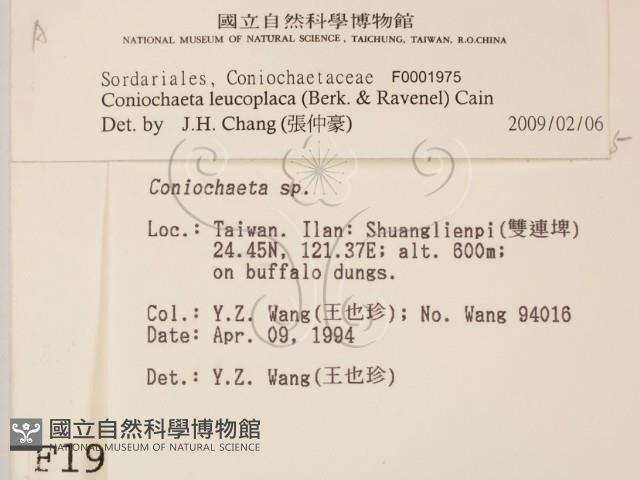 A
國立自然科學博物館
NATIONAL MUSEUM OF NATURAL SCIENCE, TAICHUNG, TAIWAN, R.O.CHINA
Sordariales, Coniochaetaceae F0001975
Coniochaeta leucoplaca (Berk. & Ravenel) Cain
Det. by J.H. Chang (張仲豪) 2009/02/06
5
Coniochaeta sp.
Loc.: Taiwan. Ilan: Shuanglienpi(雙連埤)
24.45N, 121.37E; alt. 600m;
on buffalo dungs.
Col.: Y.Z. Wang(王也珍); No. Wang 94016
Date: Apr. 09, 1994
Det.: Y.Z. Wang(王也珍)
國立自然科學博物館
NATIONAL MUSEUM OF NATURAL SCIENCE
F19